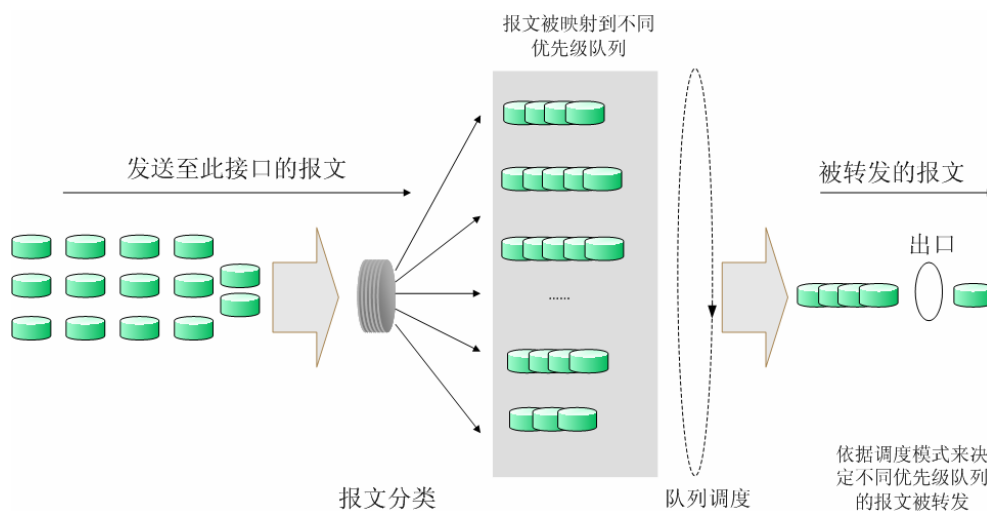 报文被映射到不同
优先级队列
发送至此接口的报文
被转发的报文
出口
......
报文分类
队列调度
依据调度模式来决
定不同优先级队列
的报文被转发